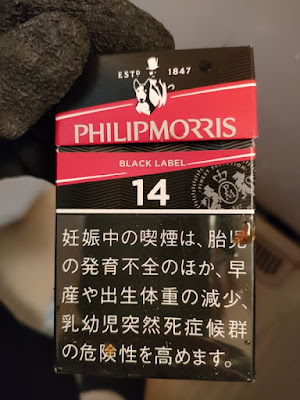 ESTD 1847
PHILIP MORRIS
BLACK LABEL
14
妊娠中の喫煙は、胎児
の発育不全のほか、早
産や出生体重の減少、
乳幼児突然死症候群
の危険性を高めます。